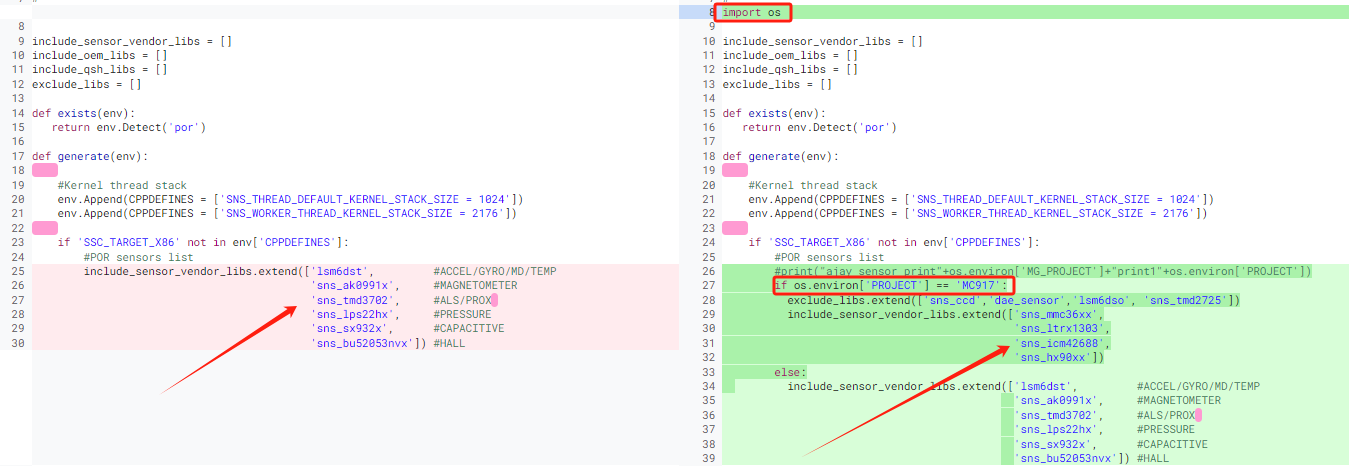 8
9 include_sensor_vendor_libs = []
10 include_oem_libs = []
11 include_qsh_libs = []
12 exclude_libs = []
13
14 def exists(env):
15 return env.Detect('por')
16
17 def generate(env):
18
19 #Kernel thread stack
20 env.Append(CPPDEFINES = ['SNS_THREAD_DEFAULT_KERNEL_STACK_SIZE = 1024'])
21 env.Append(CPPDEFINES = ['SNS_WORKER_THREAD_KERNEL_STACK_SIZE = 2176'])
22
23 if 'SSC_TARGET_X86' not in env['CPPDEFINES']:
24 #POR sensors list
25 include_sensor_vendor_libs.extend(['lsm6dst', #ACCEL/GYRO/MD/TEMP
26 'sns_ak0991x', #MAGNETOMETER
27 'sns_tmd3702', #ALS/PROX
28 'sns_lps22hx', #PRESSURE
29 'sns_sx932x', #CAPACITIVE
30 'sns_bu52053nvx']) #HALL
8 import os
9
10 include_sensor_vendor_libs = []
11 include_oem_libs = []
12 include_qsh_libs = []
13 exclude_libs = []
14
15 def exists(env):
16 return env.Detect('por')
17
18 def generate(env):
19
20 #Kernel thread stack
21 env.Append(CPPDEFINES = ['SNS_THREAD_DEFAULT_KERNEL_STACK_SIZE = 1024'])
22 env.Append(CPPDEFINES = ['SNS_WORKER_THREAD_KERNEL_STACK_SIZE = 2176'])
23
24 if 'SSC_TARGET_X86' not in env['CPPDEFINES']:
25 #POR sensors list
26 #print("ajay sensor print"+os.environ['MG_PROJECT']+"print1"+os.environ['PROJECT'])
27 if os.environ['PROJECT'] == 'MC917':
28 exclude_libs.extend(['sns_ccd','dae_sensor','lsm6dso', 'sns_tmd2725'])
29 include_sensor_vendor_libs.extend(['sns_mmc36xx',
30 'sns_ltrx1303',
31 'sns_icm42688',
32 'sns_hx90xx'])
33 else:
34 include_sensor_vendor_libs.extend(['lsm6dst', #ACCEL/GYRO/MD/TEMP
35 'sns_ak0991x', #MAGNETOMETER
36 'sns_tmd3702', #ALS/PROX
37 'sns_lps22hx', #PRESSURE
38 'sns_sx932x', #CAPACITIVE
39 'sns_bu52053nvx']) #HALL